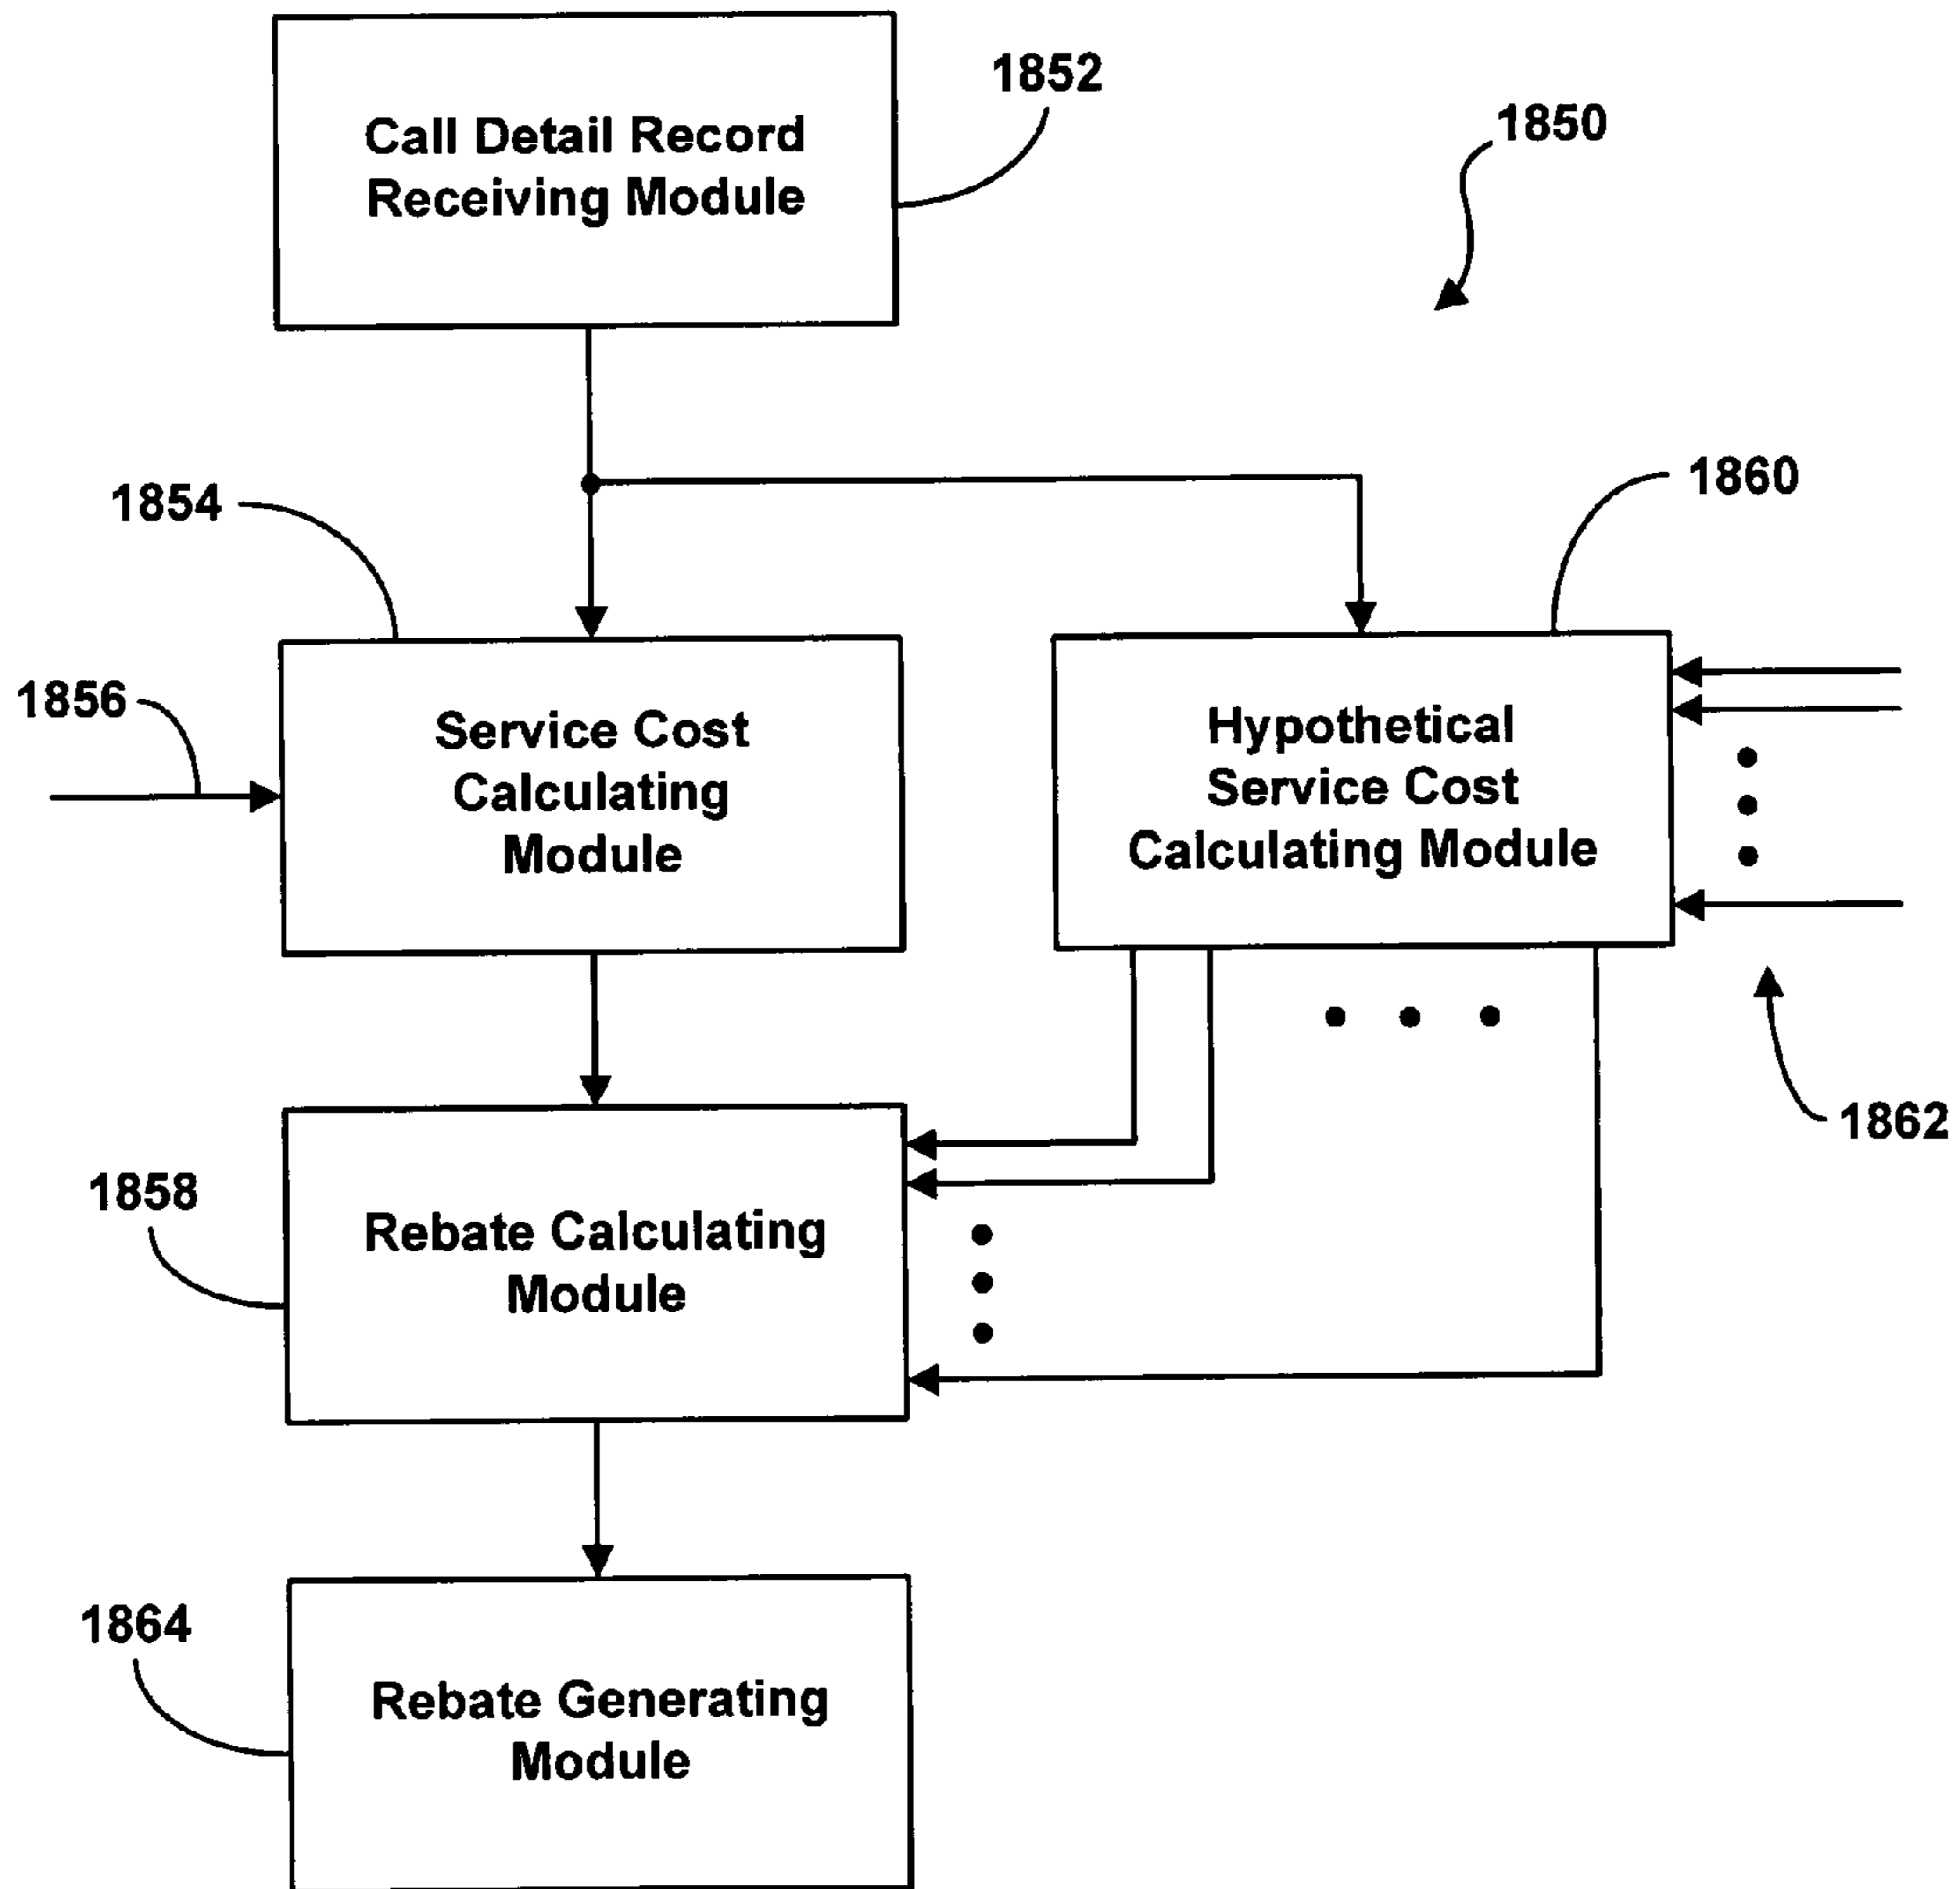 Call Detail Record
Receiving Module
1852
1850
1854
1860
1856
Service Cost
Calculating
Module
Hypothetical
Service Cost
Calculating Module
1862
1858
Rebate Calculating
Module
1864
Rebate Generating
Module